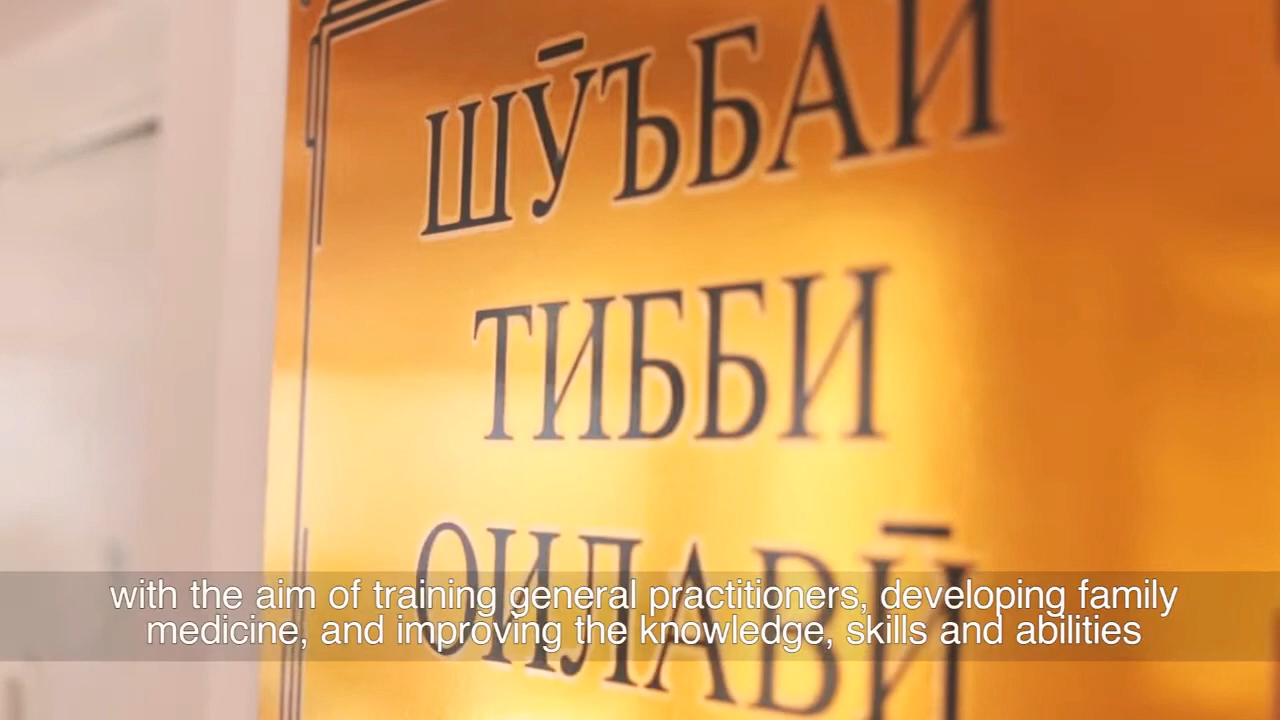 ШӮЪБАИ
ТИББИ
ОИЛАВӢ
with the aim of training general practitioners, developing family
medicine, and improving the knowledge, skills and abilities